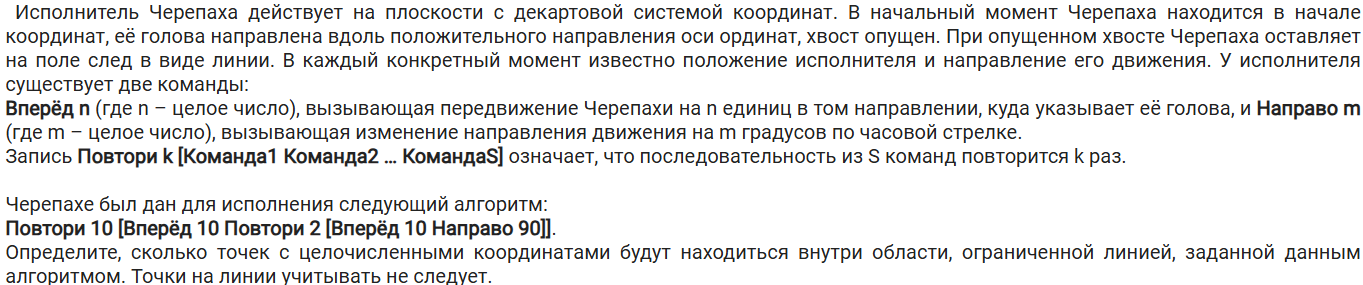 Исполнитель Черепаха действует на плоскости с декартовой системой координат. В начальный момент Черепаха находится в начале
координат, её голова направлена вдоль положительного направления оси ординат, хвост опущен. При опущенном хвосте Черепаха оставляет
на поле след в виде линии. В каждый конкретный момент известно положение исполнителя и направление его движения. У исполнителя
существует две команды:
Вперёд n (где n – целое число), вызывающая передвижение Черепахи на n единиц в том направлении, куда указывает её голова, и Направо m
(где m – целое число), вызывающая изменение направления движения на m градусов по часовой стрелке.
Запись Повтори k [Команда1 Команда2 … КомандаS] означает, что последовательность из S команд повторится k раз.
Черепахе был дан для исполнения следующий алгоритм:
Повтори 10 [Вперёд 10 Повтори 2 [Вперёд 10 Направо 90]].
Определите, сколько точек с целочисленными координатами будут находиться внутри области, ограниченной линией, заданной данным
алгоритмом. Точки на линии учитывать не следует.